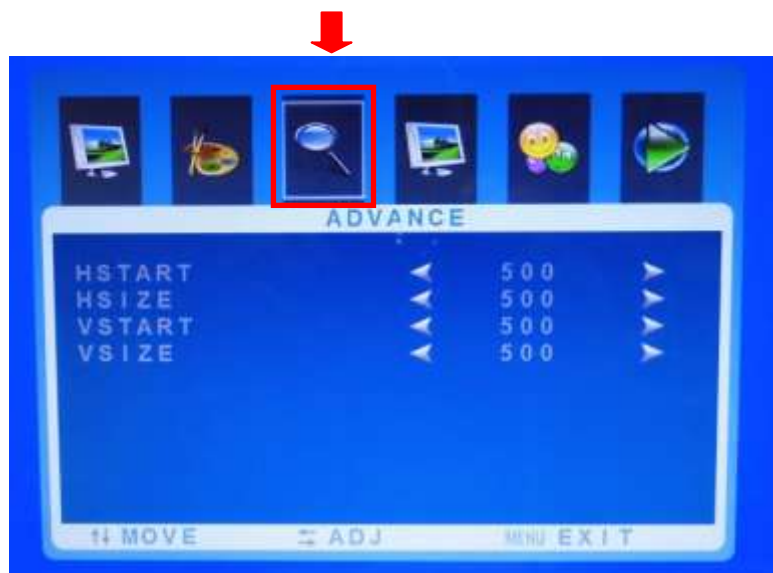 ADVANCE
HSTART 500
HSIZE 500
VSTART 500
VSIZE 500
MOVE ADJ MENU EXIT